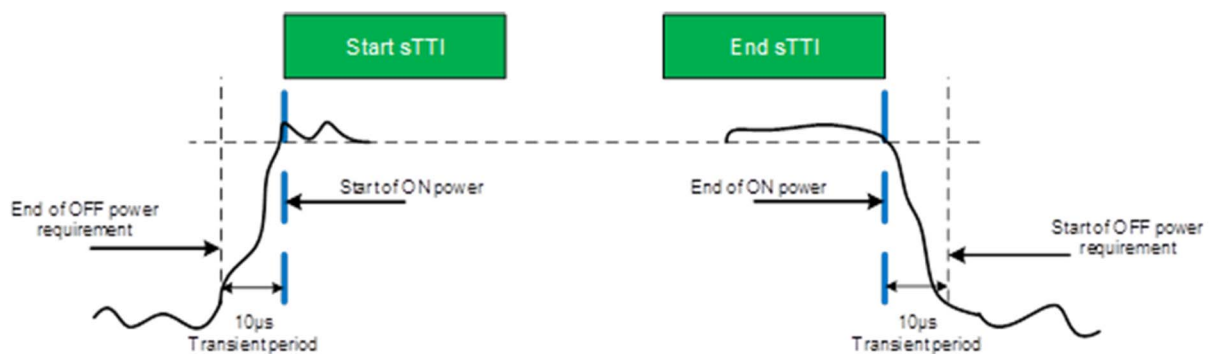 Start sTTI
End sTTI
Start of ON power
End of ON power
End of OFF power
requirement
Start of OFF power
requirement
10µs
Transient period
10µs
Transient period